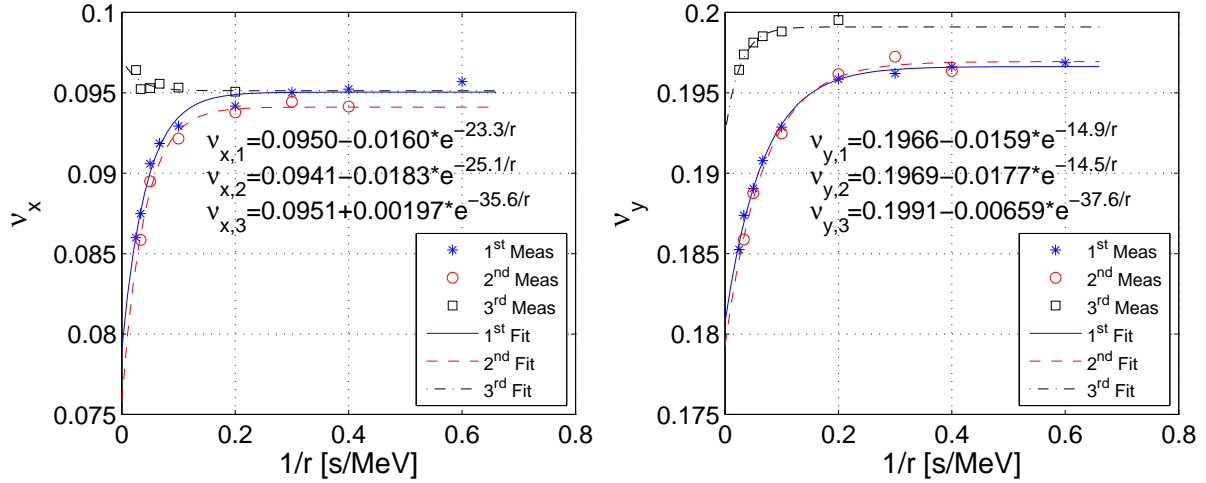 0.1
0.095
0.09
0.085
0.08
0.075
0
0.2
0.4
0.6
0.8
ν_x
1/r [s/MeV]
ν_{x,1}=0.0950−0.0160*e^{−23.3/r}
ν_{x,2}=0.0941−0.0183*e^{−25.1/r}
ν_{x,3}=0.0951+0.00197*e^{−35.6/r}
1^{st} Meas
2^{nd} Meas
3^{rd} Meas
1^{st} Fit
2^{nd} Fit
3^{rd} Fit
0.2
0.195
0.19
0.185
0.18
0.175
0
0.2
0.4
0.6
0.8
ν_y
1/r [s/MeV]
ν_{y,1}=0.1966−0.0159*e^{−14.9/r}
ν_{y,2}=0.1969−0.0177*e^{−14.5/r}
ν_{y,3}=0.1991−0.00659*e^{−37.6/r}
1^{st} Meas
2^{nd} Meas
3^{rd} Meas
1^{st} Fit
2^{nd} Fit
3^{rd} Fit